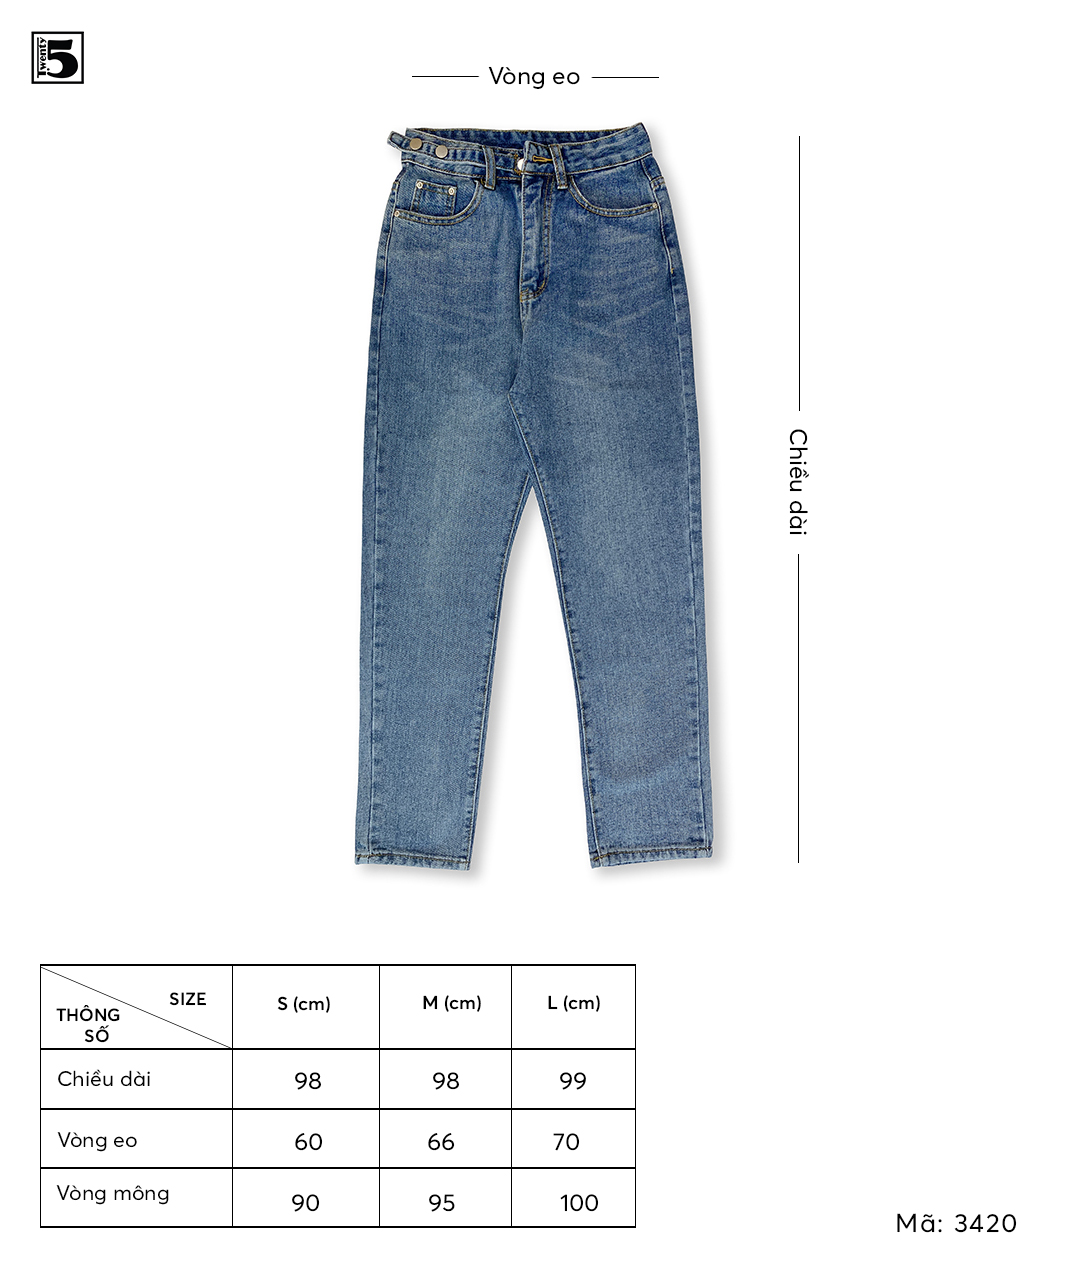 Twenty
5
Vòng eo
Chiều dài
SIZE
THÔNG
SỐ
S (cm)
M (cm)
L (cm)
Chiều dài
98
98
99
Vòng eo
60
66
70
Vòng mông
90
95
100
Mã: 3420